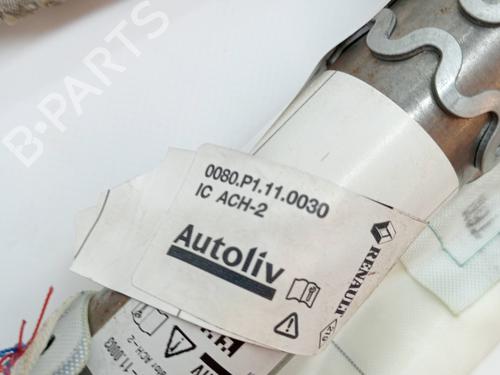 B-PARTS
0080.P1.11.0030
IC ACH-2
Autoliv
RENAULT